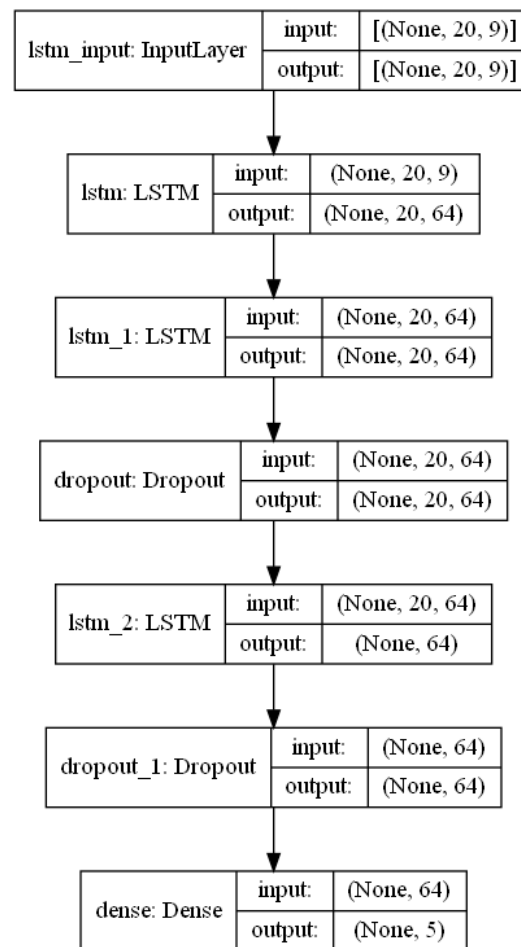 lstm_input: InputLayer
input:
[(None, 20, 9)]
output:
[(None, 20, 9)]
lstm: LSTM
input:
(None, 20, 9)
output:
(None, 20, 64)
lstm_1: LSTM
input:
(None, 20, 64)
output:
(None, 20, 64)
dropout: Dropout
input:
(None, 20, 64)
output:
(None, 20, 64)
lstm_2: LSTM
input:
(None, 20, 64)
output:
(None, 64)
dropout_1: Dropout
input:
(None, 64)
output:
(None, 64)
dense: Dense
input:
(None, 64)
output:
(None, 5)